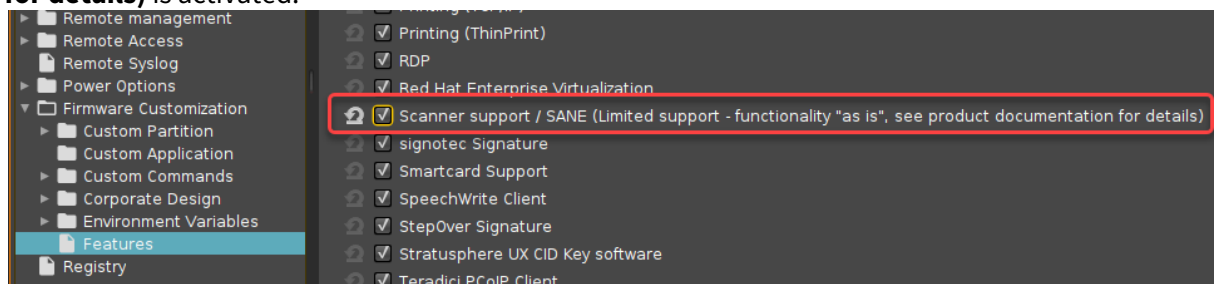 for details) is activated.
Remote management
Remote Access
Remote Syslog
Power Options
Firmware Customization
Custom Partition
Custom Application
Custom Commands
Corporate Design
Environment Variables
Features
Registry
Printing (TCP/IP)
Printing (ThinPrint)
RDP
Red Hat Enterprise Virtualization
Scanner support / SANE (Limited support - functionality "as is", see product documentation for details)
signotec Signature
Smartcard Support
SpeechWrite Client
StepOver Signature
Stratusphere UX CID Key software
Teradici PCoIP Client